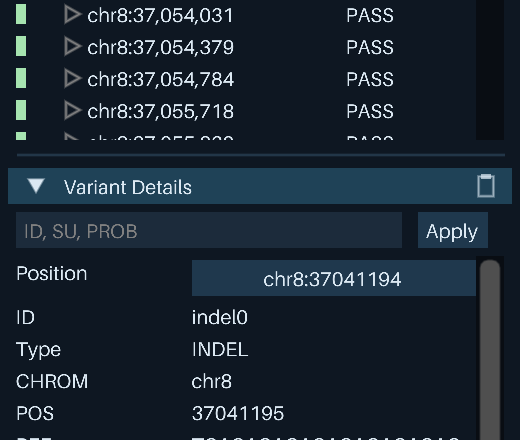 chr8:37,054,031 PASS
chr8:37,054,379 PASS
chr8:37,054,784 PASS
chr8:37,055,718 PASS
Variant Details
ID, SU, PROB Apply
Position chr8:37041194
ID indel0
Type INDEL
CHROM chr8
POS 37041195